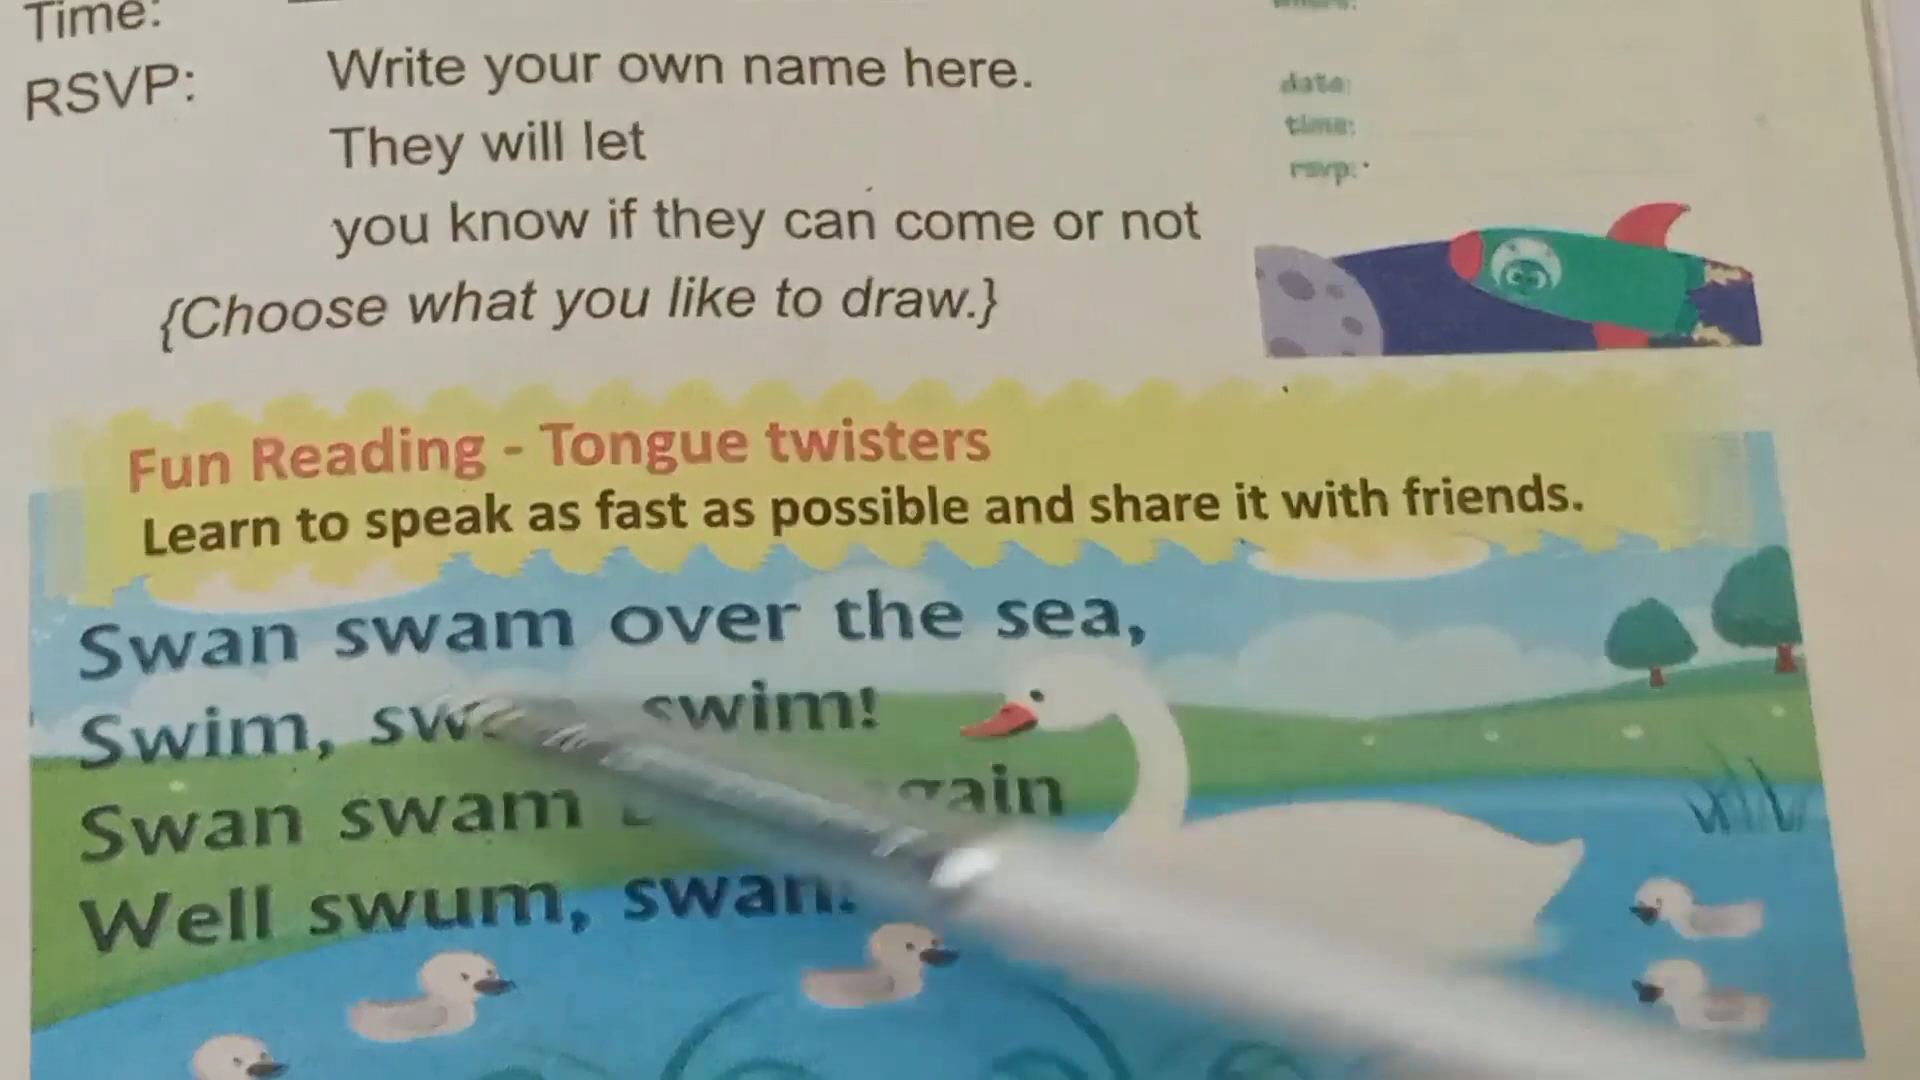 Time:
RSVP: Write your own name here.
They will let
you know if they can come or not
{Choose what you like to draw.}
date:
time:
rsvp:
Fun Reading - Tongue twisters
Learn to speak as fast as possible and share it with friends.
Swan swam over the sea,
Swim, swim!
Swan swam
Well swum, swan.